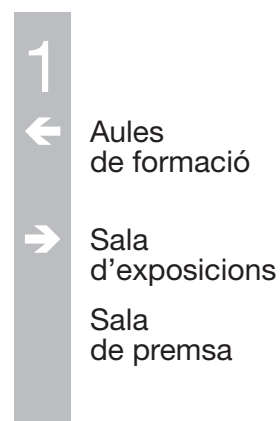 1
Aules
de formació
Sala
d’exposicions
Sala
de premsa